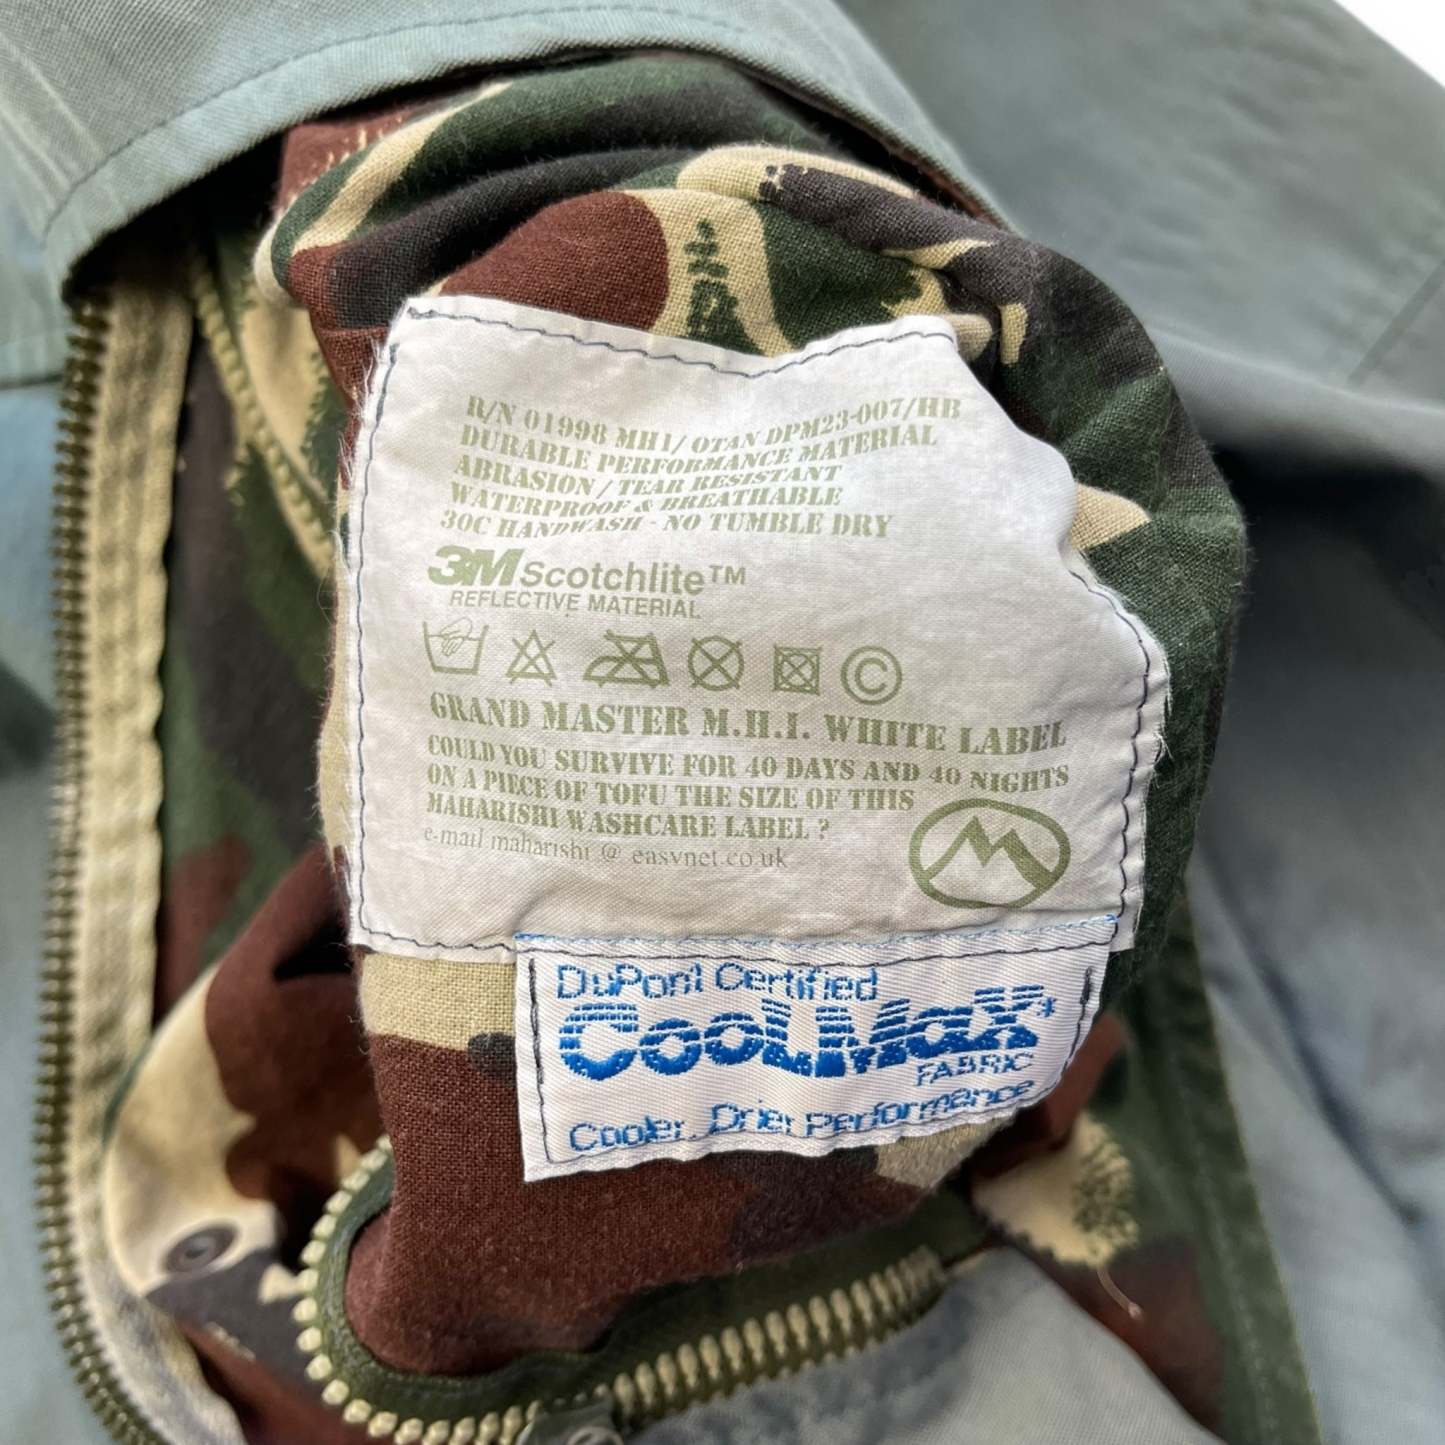 R/N 01998 MH1/ OTAN DPM23-007/HB
DURABLE PERFORMANCE MATERIAL
ABRASION / TEAR RESISTANT
WATERPROOF & BREATHABLE
30C HANDWASH - NO TUMBLE DRY
3M Scotchlite™
REFLECTIVE MATERIAL
©
GRAND MASTER M.H.I. WHITE LABEL
COULD YOU SURVIVE FOR 40 DAYS AND 40 NIGHTS
ON A PIECE OF TOFU THE SIZE OF THIS
MAHARISHI WASHCARE LABEL ?
e-mail maharishi @ easynet.co.uk
DuPont Certified
COOLMAX*
FABRIC
Cooler, Drier Performance